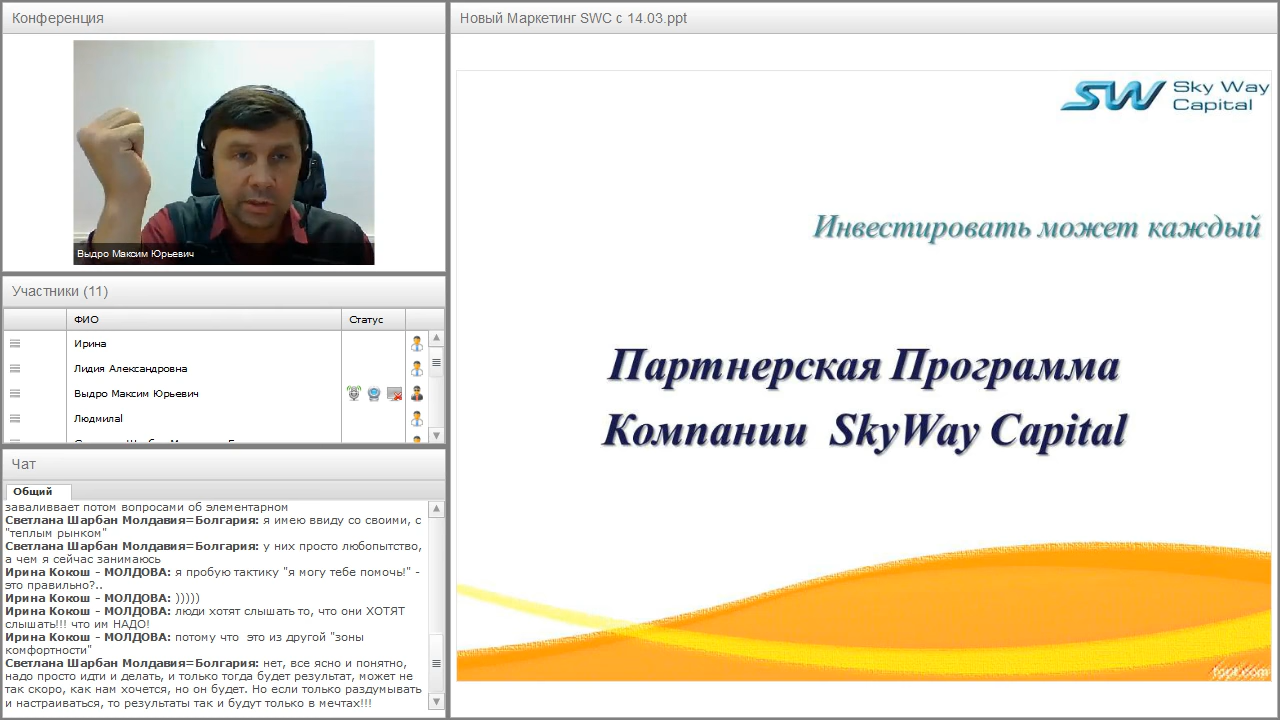 Конференция
Выдро Максим Юрьевич
Участники (11)
ФИО
Статус
Ирина
Лидия Александровна
Выдро Максим Юрьевич
Людмилаl
Чат
Общий
заваливает потом вопросами об элементарном
Светлана Шарбан Молдавия=Болгария: я имею ввиду со своими, с
"теплым рынком"
Светлана Шарбан Молдавия=Болгария: у них просто любопытство,
а чем я сейчас занимаюсь
Ирина Кокош - МОЛДОВА: я пробую тактику "я могу тебе помочь!" -
это правильно?..
Ирина Кокош - МОЛДОВА: )))))
Ирина Кокош - МОЛДОВА: люди хотят слышать то, что они ХОТЯТ
слышать!!! что им НАДО!
Ирина Кокош - МОЛДОВА: потому что это из другой "зоны
комфортности"
Светлана Шарбан Молдавия=Болгария: нет, все ясно и понятно,
надо просто идти и делать, и только тогда будет результат, может не
так скоро, как нам хочется, но он будет. Но если только раздумывать
и настраиваться, то результаты так и будут только в мечтах!!!
Новый Маркетинг SWC с 14.03.ppt
SW Sky Way
Capital
Инвестировать может каждый
Партнерская Программа
Компании SkyWay Capital